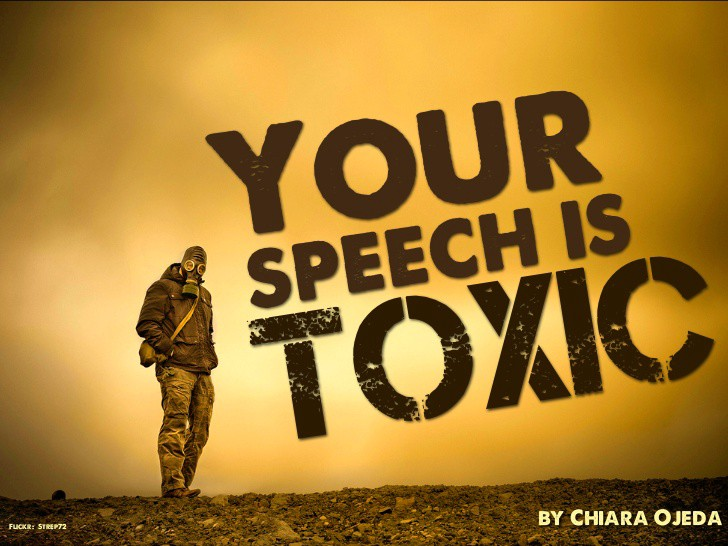 YOUR
SPEECH IS
TOXIC
BY CHIARA OJEDA
FLICKR: STREP72